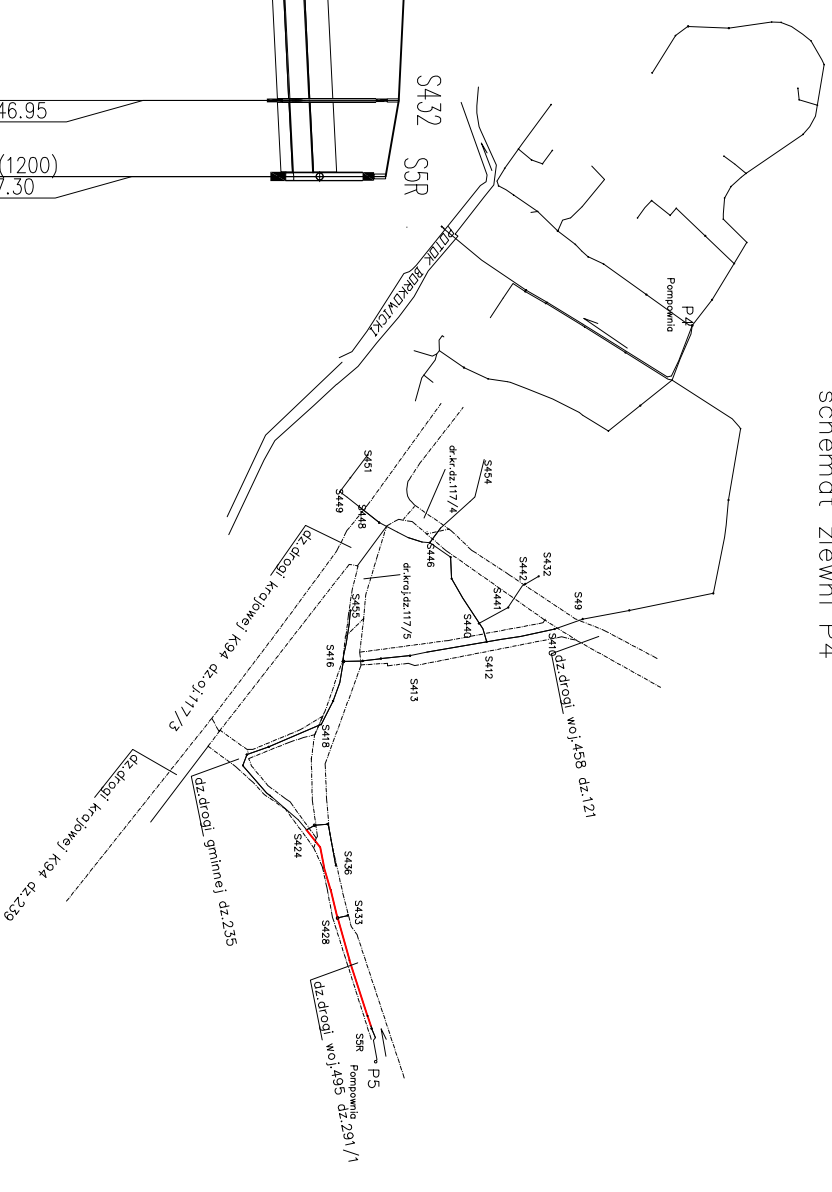 schemat zlewni P4
S432
S5R
46.95
(1200)
7.30
POTOK BORKOWICKI
P4
Pompownia
S451
S449
S448
dr.kr.dz.117/4
S454
S446
S432
S442
S441
S440
S49
S410
S412
S413
dr.kraj.dz.117/5
S455
S416
S418
dz.drogi krajowej K94 dz.oj.117/3
dz.drogi woj.458 dz.121
dz.drogi krajowej K94 dz.239
dz.drogi gminnej dz.235
S424
S436
S433
S428
S5R
P5
Pompownia
dz.drogi woj.495 dz.291/1